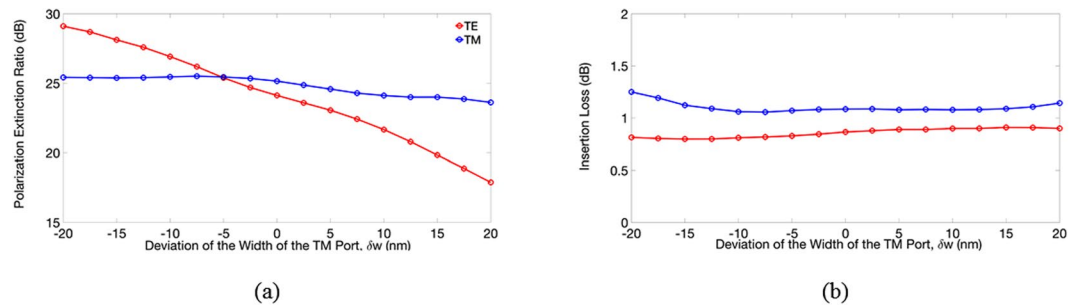 30
25
20
15
Polarization Extinction Ratio (dB)
TE
TM
-20 -15 -10 -5 0 5 10 15 20
Deviation of the Width of the TM Port, δw (nm)
(a)
2
1.5
1
0.5
0
Insertion Loss (dB)
-20 -15 -10 -5 0 5 10 15 20
Deviation of the Width of the TM Port, δw (nm)
(b)